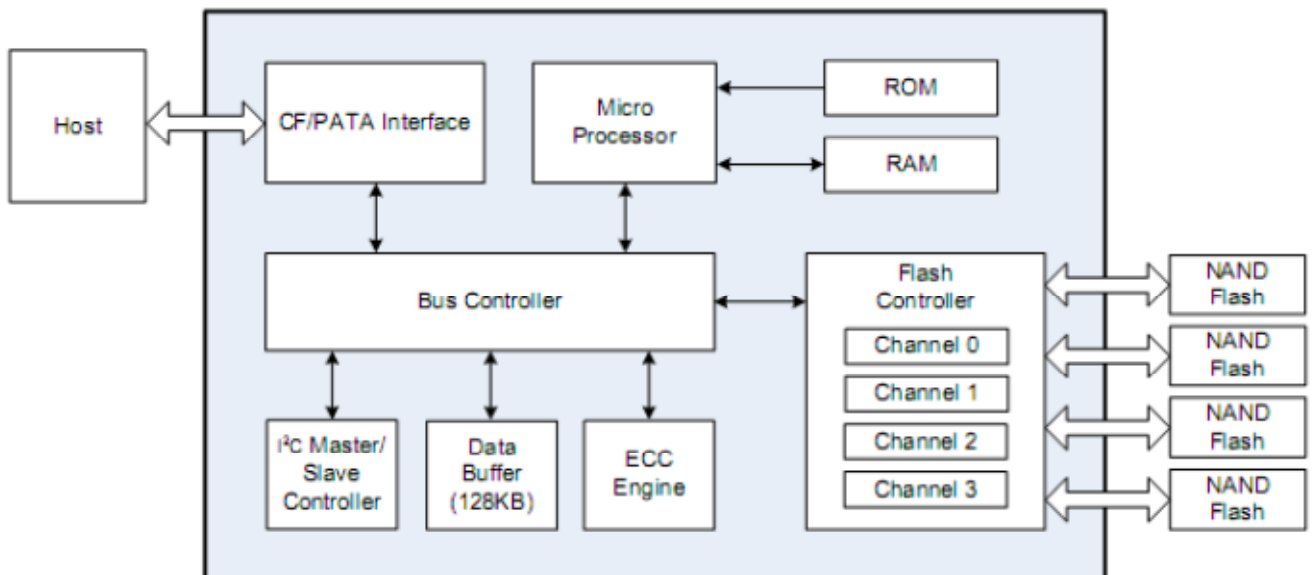 Host
CF/PATA Interface
Micro
Processor
ROM
RAM
Bus Controller
Flash
Controller
Channel 0
Channel 1
Channel 2
Channel 3
NAND
Flash
NAND
Flash
NAND
Flash
NAND
Flash
I²C Master/
Slave
Controller
Data
Buffer
(128KB)
ECC
Engine